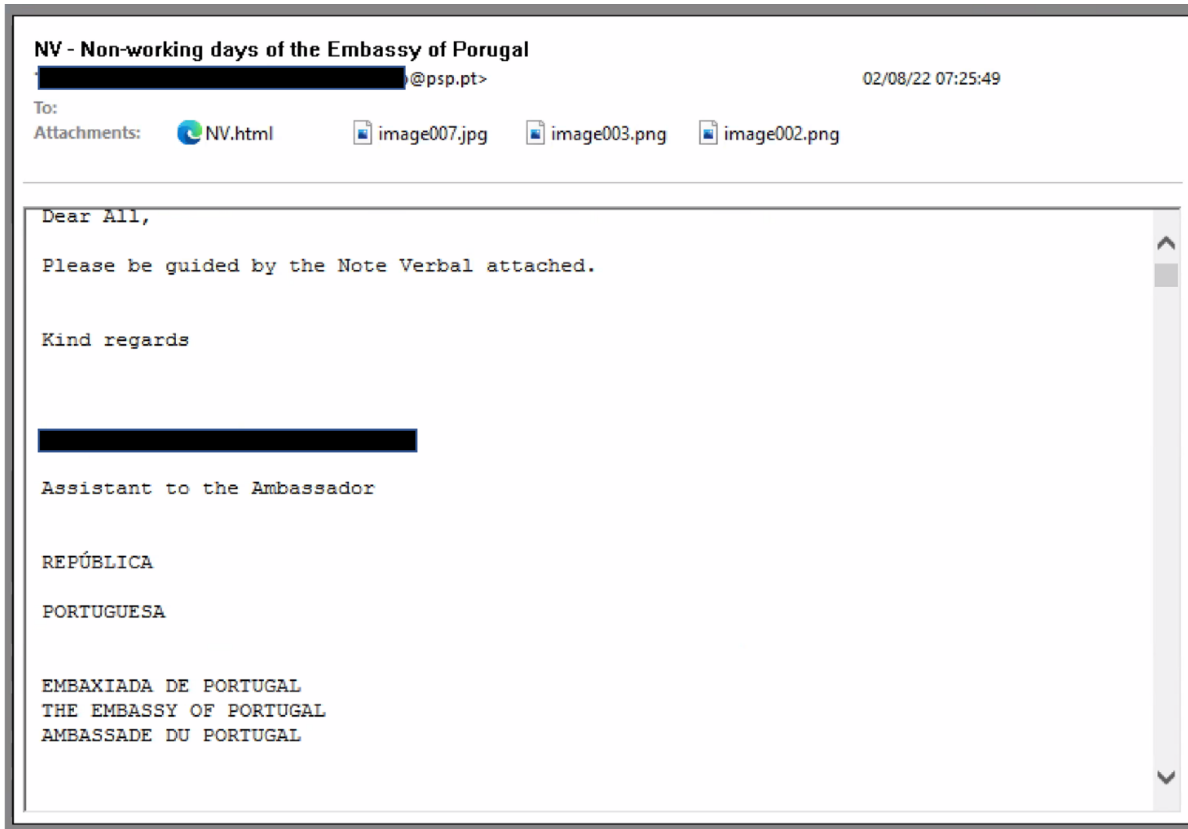 NV - Non-working days of the Embassy of Porugal
@psp.pt>
02/08/22 07:25:49
To:
Attachments: NV.html image007.jpg image003.png image002.png
Dear All,
Please be guided by the Note Verbal attached.
Kind regards
Assistant to the Ambassador
REPÚBLICA
PORTUGUESA
EMBAXIADA DE PORTUGAL
THE EMBASSY OF PORTUGAL
AMBASSADE DU PORTUGAL